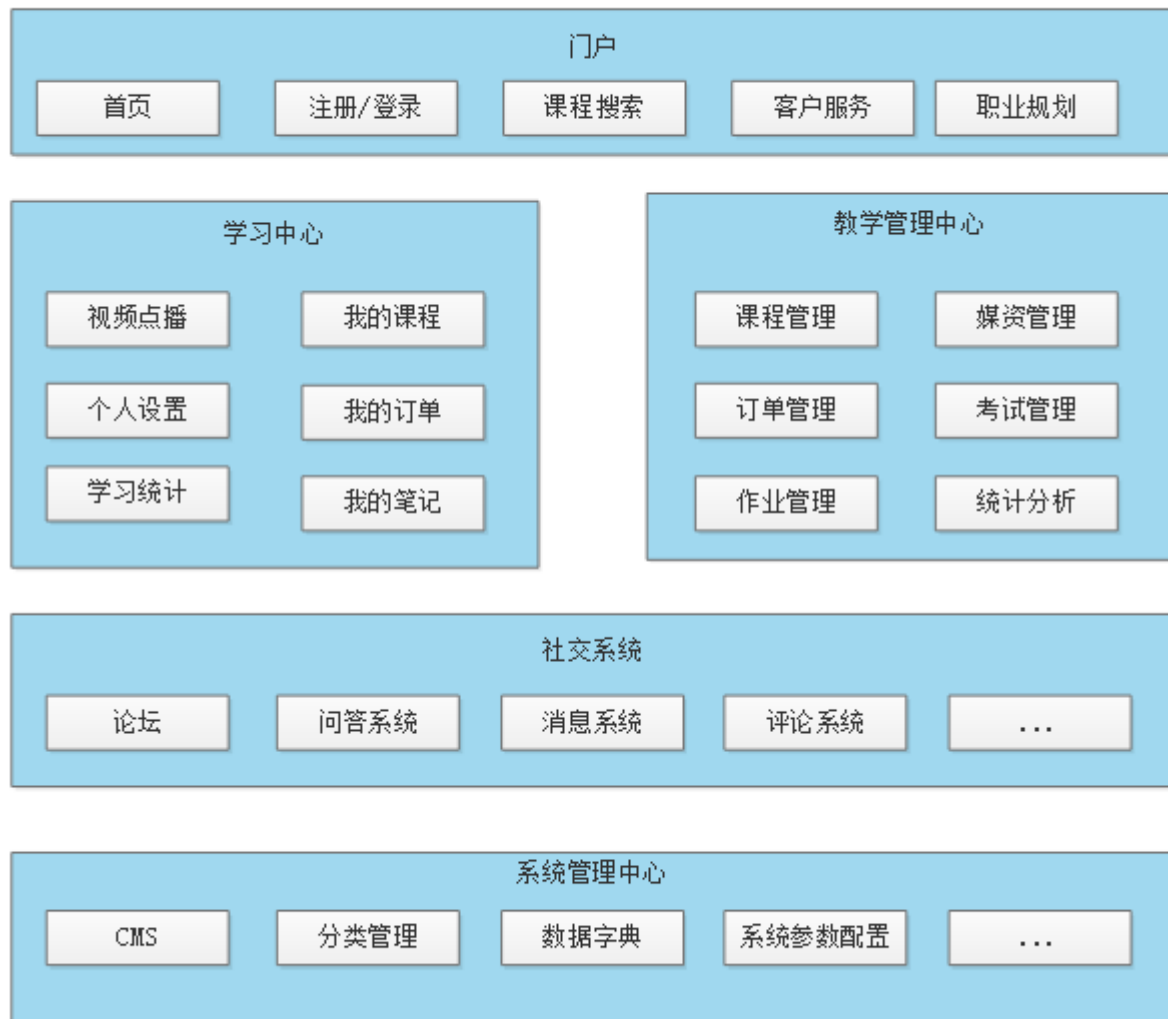 门户
首页 注册/登录 课程搜索 客户服务 职业规划
学习中心
视频点播 我的课程
个人设置 我的订单
学习统计 我的笔记
教学管理中心
课程管理 媒资管理
订单管理 考试管理
作业管理 统计分析
社交系统
论坛 问答系统 消息系统 评论系统 ...
系统管理中心
CMS 分类管理 数据字典 系统参数配置 ...